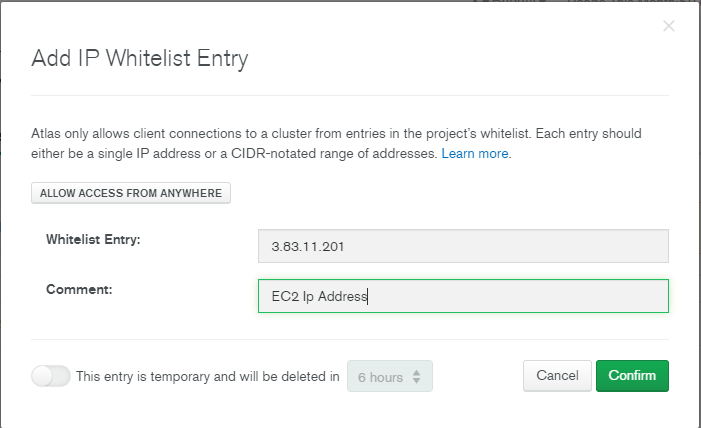 Add IP Whitelist Entry
Atlas only allows client connections to a cluster from entries in the project's whitelist. Each entry should
either be a single IP address or a CIDR-notated range of addresses. Learn more.
ALLOW ACCESS FROM ANYWHERE
Whitelist Entry: 3.83.11.201
Comment: EC2 Ip Address
This entry is temporary and will be deleted in 6 hours Cancel Confirm